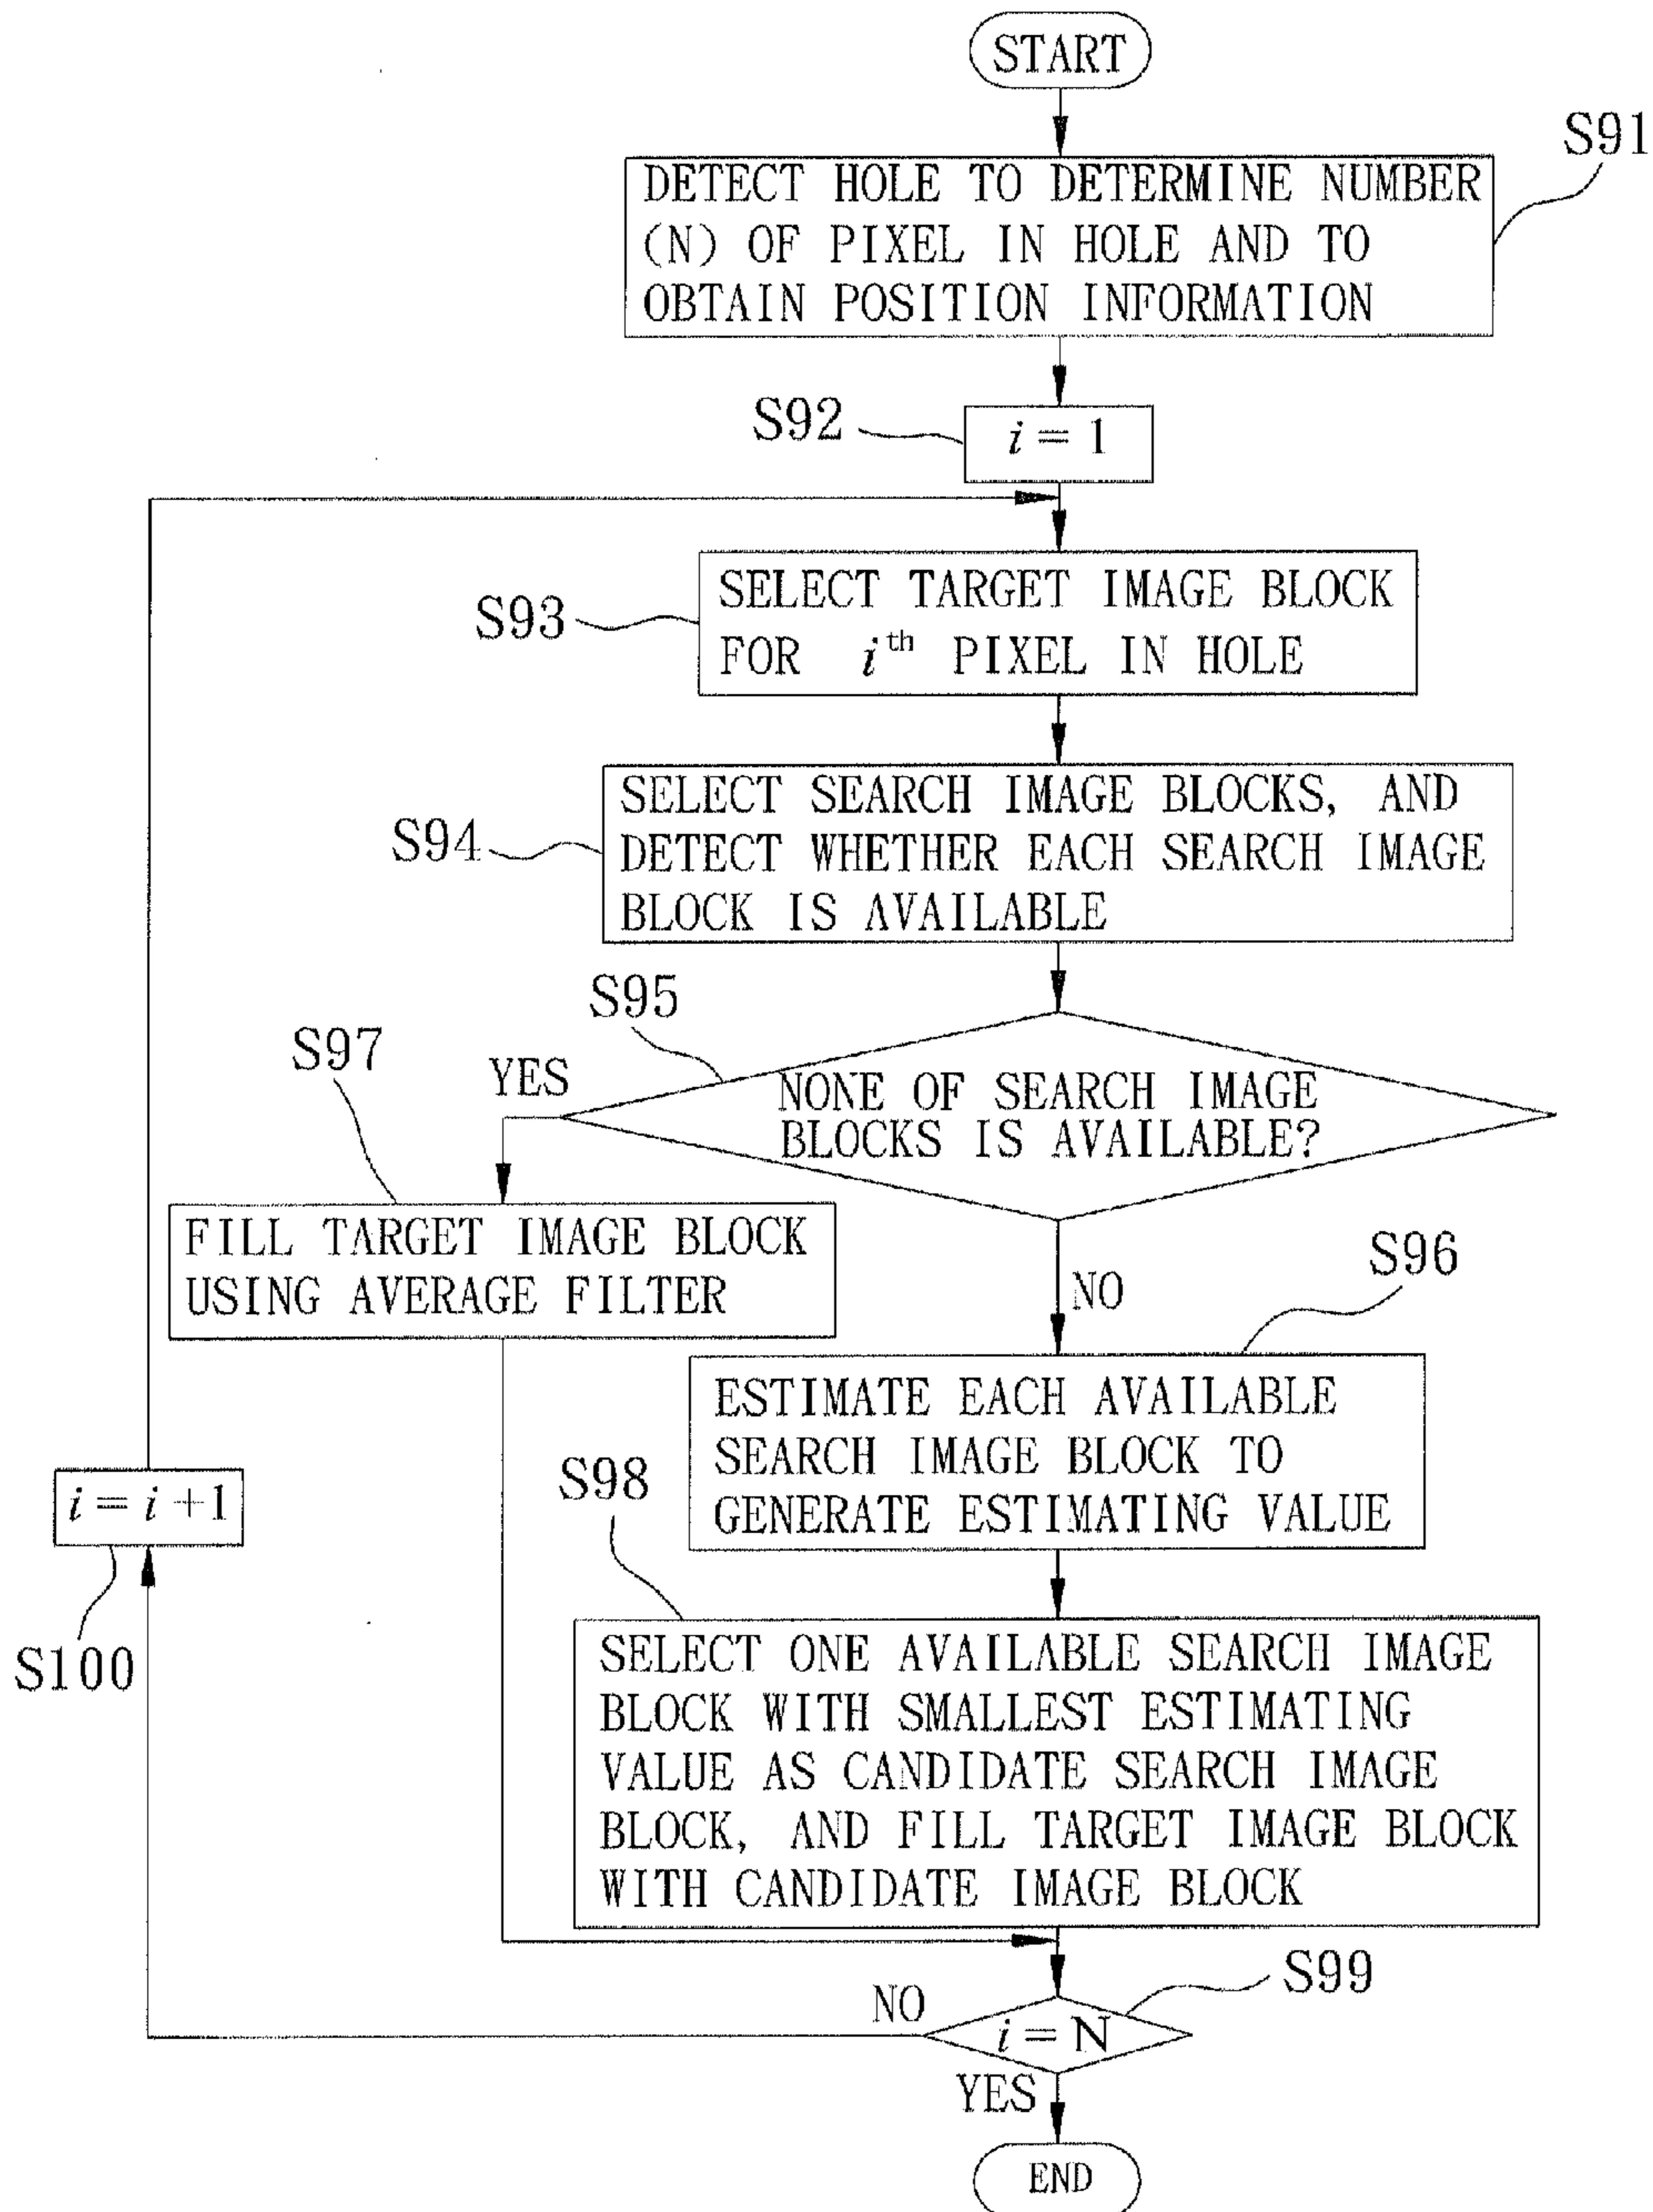 START
S91
DETECT HOLE TO DETERMINE NUMBER
(N) OF PIXEL IN HOLE AND TO
OBTAIN POSITION INFORMATION
S92
i = 1
S93
SELECT TARGET IMAGE BLOCK
FOR i th PIXEL IN HOLE
S94
SELECT SEARCH IMAGE BLOCKS, AND
DETECT WHETHER EACH SEARCH IMAGE
BLOCK IS AVAILABLE
S95
NONE OF SEARCH IMAGE
BLOCKS IS AVAILABLE?
YES
S97
FILL TARGET IMAGE BLOCK
USING AVERAGE FILTER
NO
S96
ESTIMATE EACH AVAILABLE
SEARCH IMAGE BLOCK TO
GENERATE ESTIMATING VALUE
S98
SELECT ONE AVAILABLE SEARCH IMAGE
BLOCK WITH SMALLEST ESTIMATING
VALUE AS CANDIDATE SEARCH IMAGE
BLOCK, AND FILL TARGET IMAGE BLOCK
WITH CANDIDATE IMAGE BLOCK
i = i +1
S100
S99
i = N
NO
YES
END